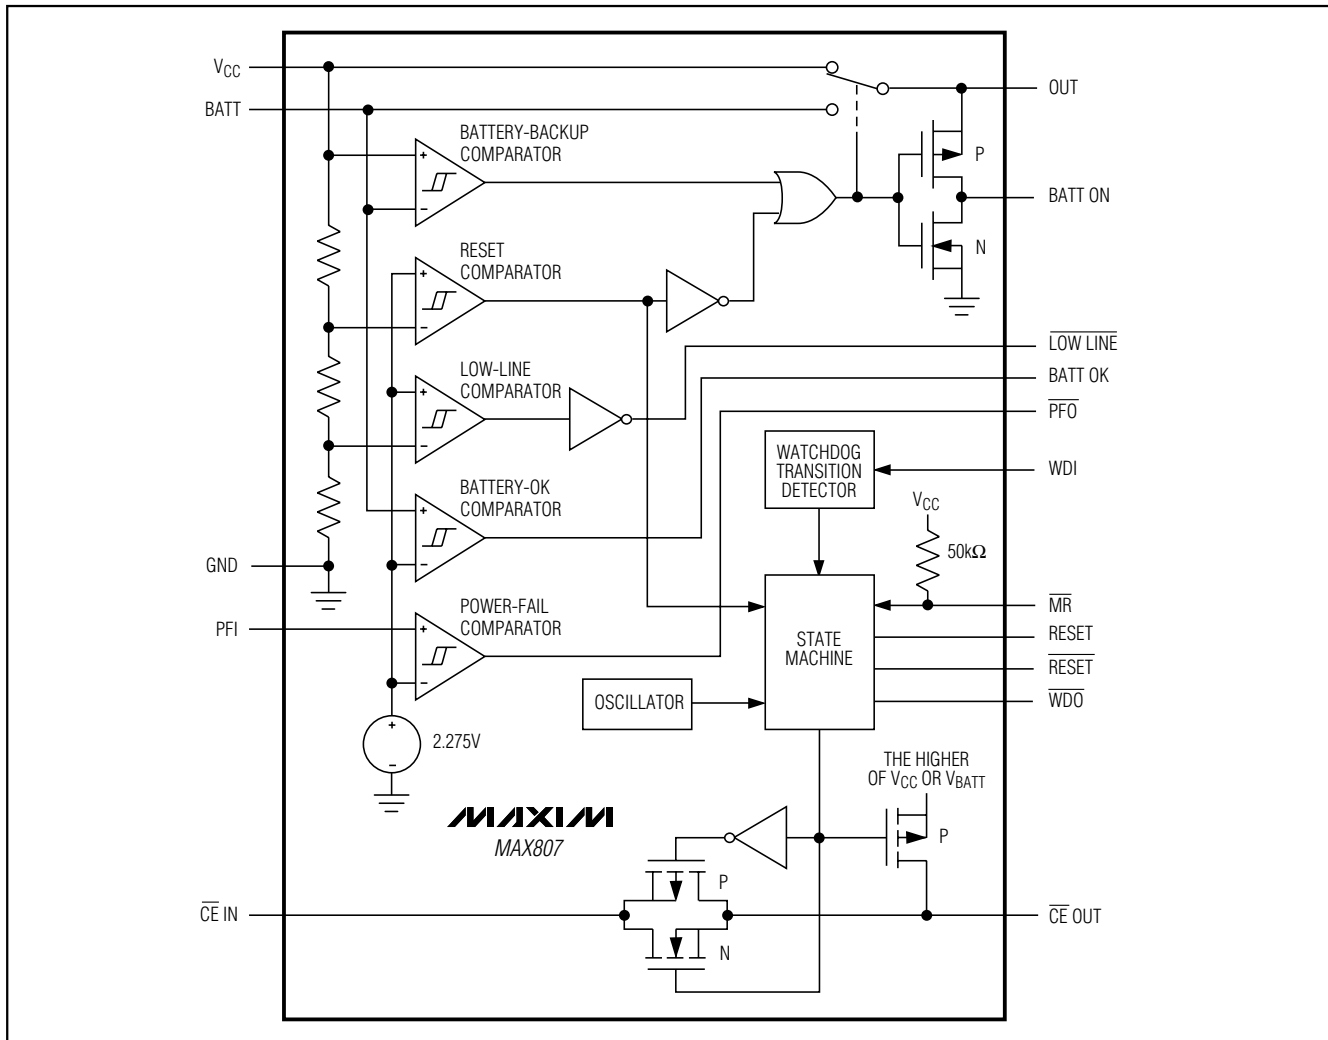 VCC
OUT
BATT
BATTERY-BACKUP
COMPARATOR
+
−
P
BATT ON
N
RESET
COMPARATOR
+
−
LOW LINE
BATT OK
PFO
LOW-LINE
COMPARATOR
+
−
WATCHDOG
TRANSITION
DETECTOR
WDI
BATTERY-OK
COMPARATOR
+
−
VCC
50kΩ
GND
MR
POWER-FAIL
COMPARATOR
PFI
+
−
STATE
MACHINE
RESET
RESET
WDO
OSCILLATOR
+
−
2.275V
THE HIGHER
OF VCC OR VBATT
P
MAXIM
MAX807
P
CE IN
CE OUT
N